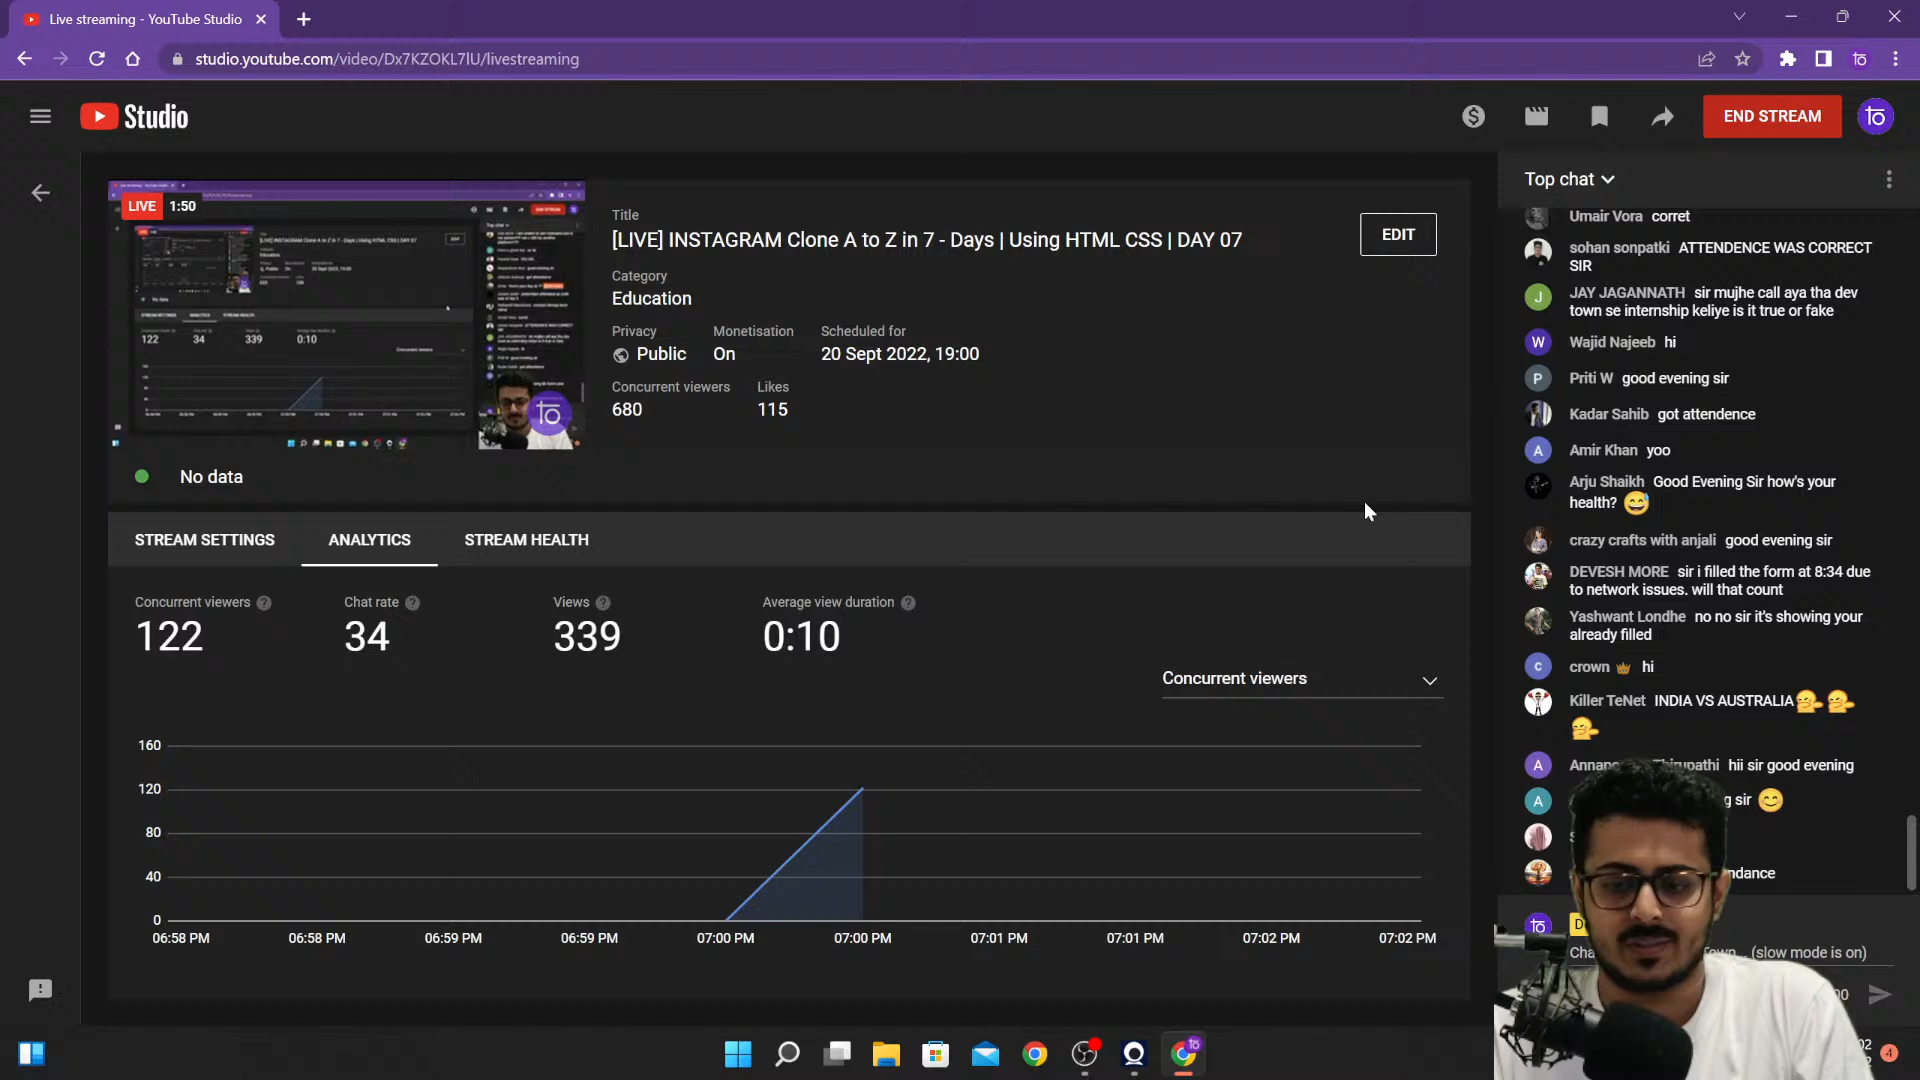 Live streaming - YouTube Studio
studio.youtube.com/video/Dx7KZOKL7lU/livestreaming
Studio
END STREAM
LIVE 1:50
Title
[LIVE] INSTAGRAM Clone A to Z in 7 - Days | Using HTML CSS | DAY 07
EDIT
Category
Education
Privacy Monetisation Scheduled for
Public On 20 Sept 2022, 19:00
Concurrent viewers Likes
680 115
122 34 339 0:10
No data
STREAM SETTINGS ANALYTICS STREAM HEALTH
Concurrent viewers Chat rate Views Average view duration
122 34 339 0:10
Concurrent viewers
160
120
80
40
0
06:58 PM 06:58 PM 06:59 PM 06:59 PM 07:00 PM 07:00 PM 07:01 PM 07:01 PM 07:02 PM 07:02 PM
Top chat
Umair Vora corret
sohan sonpatki ATTENDENCE WAS CORRECT
SIR
J JAY JAGANNATH sir mujhe call aya tha dev
town se internship keliye is it true or fake
W Wajid Najeeb hi
P Priti W good evening sir
Kadar Sahib got attendence
A Amir Khan yoo
Arju Shaikh Good Evening Sir how's your
health? 😅
crazy crafts with anjali good evening sir
DEVESH MORE sir i filled the form at 8:34 due
to network issues. will that count
Yashwant Londhe no no sir it's showing your
already filled
c crown 👑 hi
Killer TeNet INDIA VS AUSTRALIA
A hii sir good evening
A sir 😊
(slow mode is on)
4